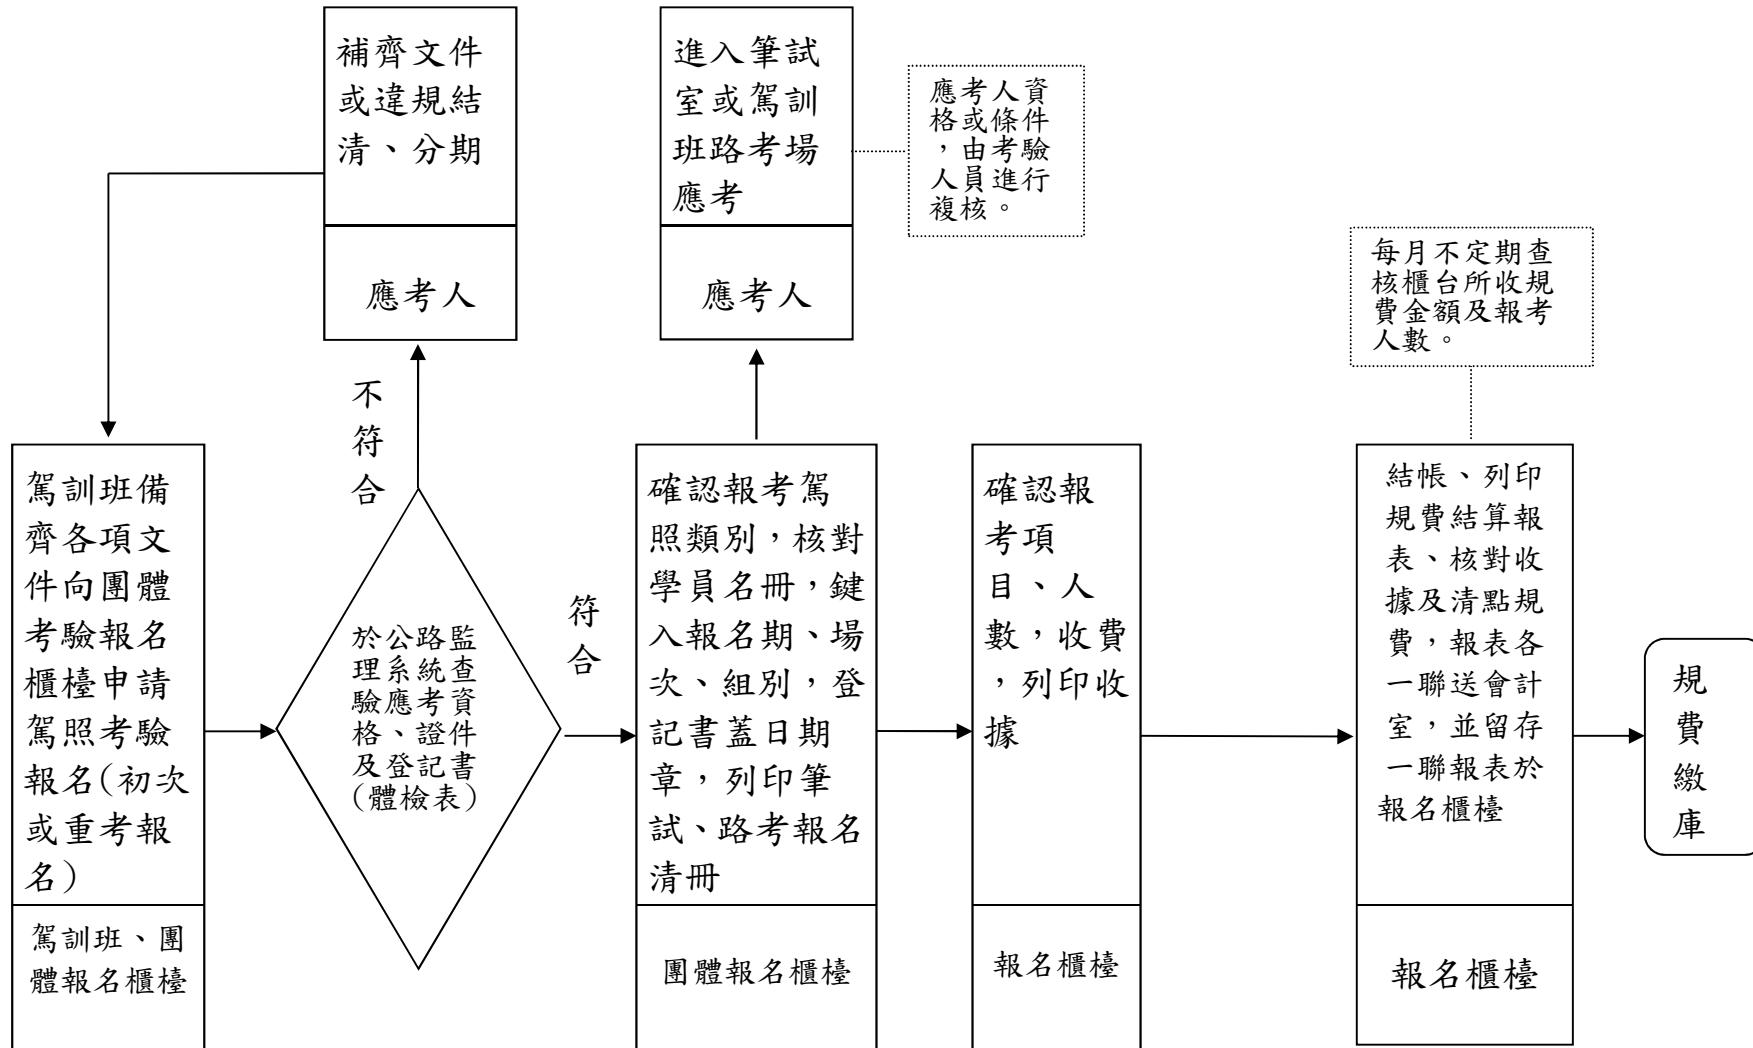 補齊文件
或違規結
清、分期
應考人
進入筆試
室或駕訓
班路考場
應考
應考人
應考人資
格或條件
，由考驗
人員進行
複核。
每月不定期查
核櫃台所收規
費金額及報考
人數。
不
符
合
駕訓班備
齊各項文
件向團體
考驗報名
櫃檯申請
駕照考驗
報名(初次
或重考報
名)
駕訓班、團
體報名櫃檯
於公路監
理系統查
驗應考資
格、證件
及登記書
(體檢表)
符
合
確認報考駕
照類別，核對
學員名冊，鍵
入報名期、場
次、組別，登
記書蓋日期
章，列印筆
試、路考報名
清冊
團體報名櫃檯
確認報
考項
目、人
數，收費
，列印收
據
報名櫃檯
結帳、列印
規費結算報
表、核對收
據及清點規
費，報表各
一聯送會計
室，並留存
一聯報表於
報名櫃檯
報名櫃檯
規
費
繳
庫